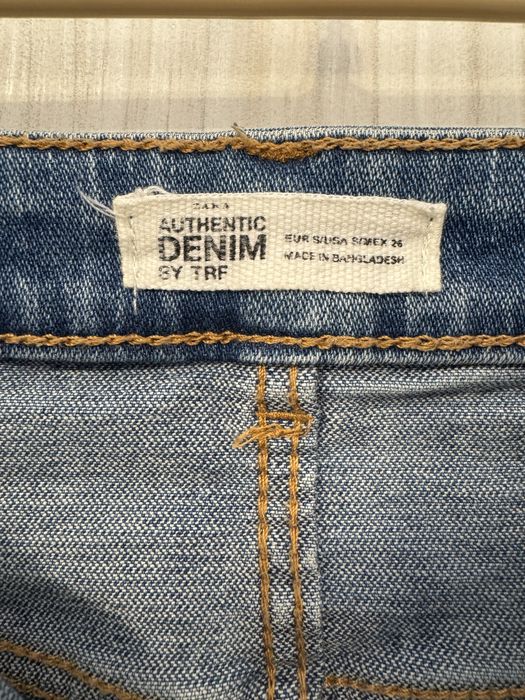 ZARA
AUTHENTIC
DENIM
BY TRF
EUR S/USA S/MEX 26
MADE IN BANGLADESH